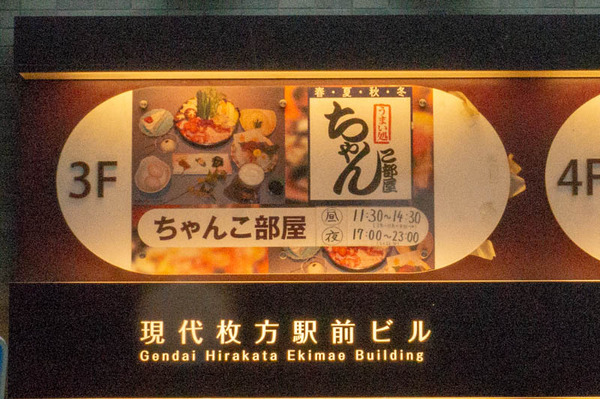 3F
春・夏・秋・冬
うまい処
ちゃんこ部屋
ちゃんこ部屋
昼 11:30~14:30
夜 17:00~23:00
4F
現代枚方駅前ビル
Gendai Hirakata Ekimae Building